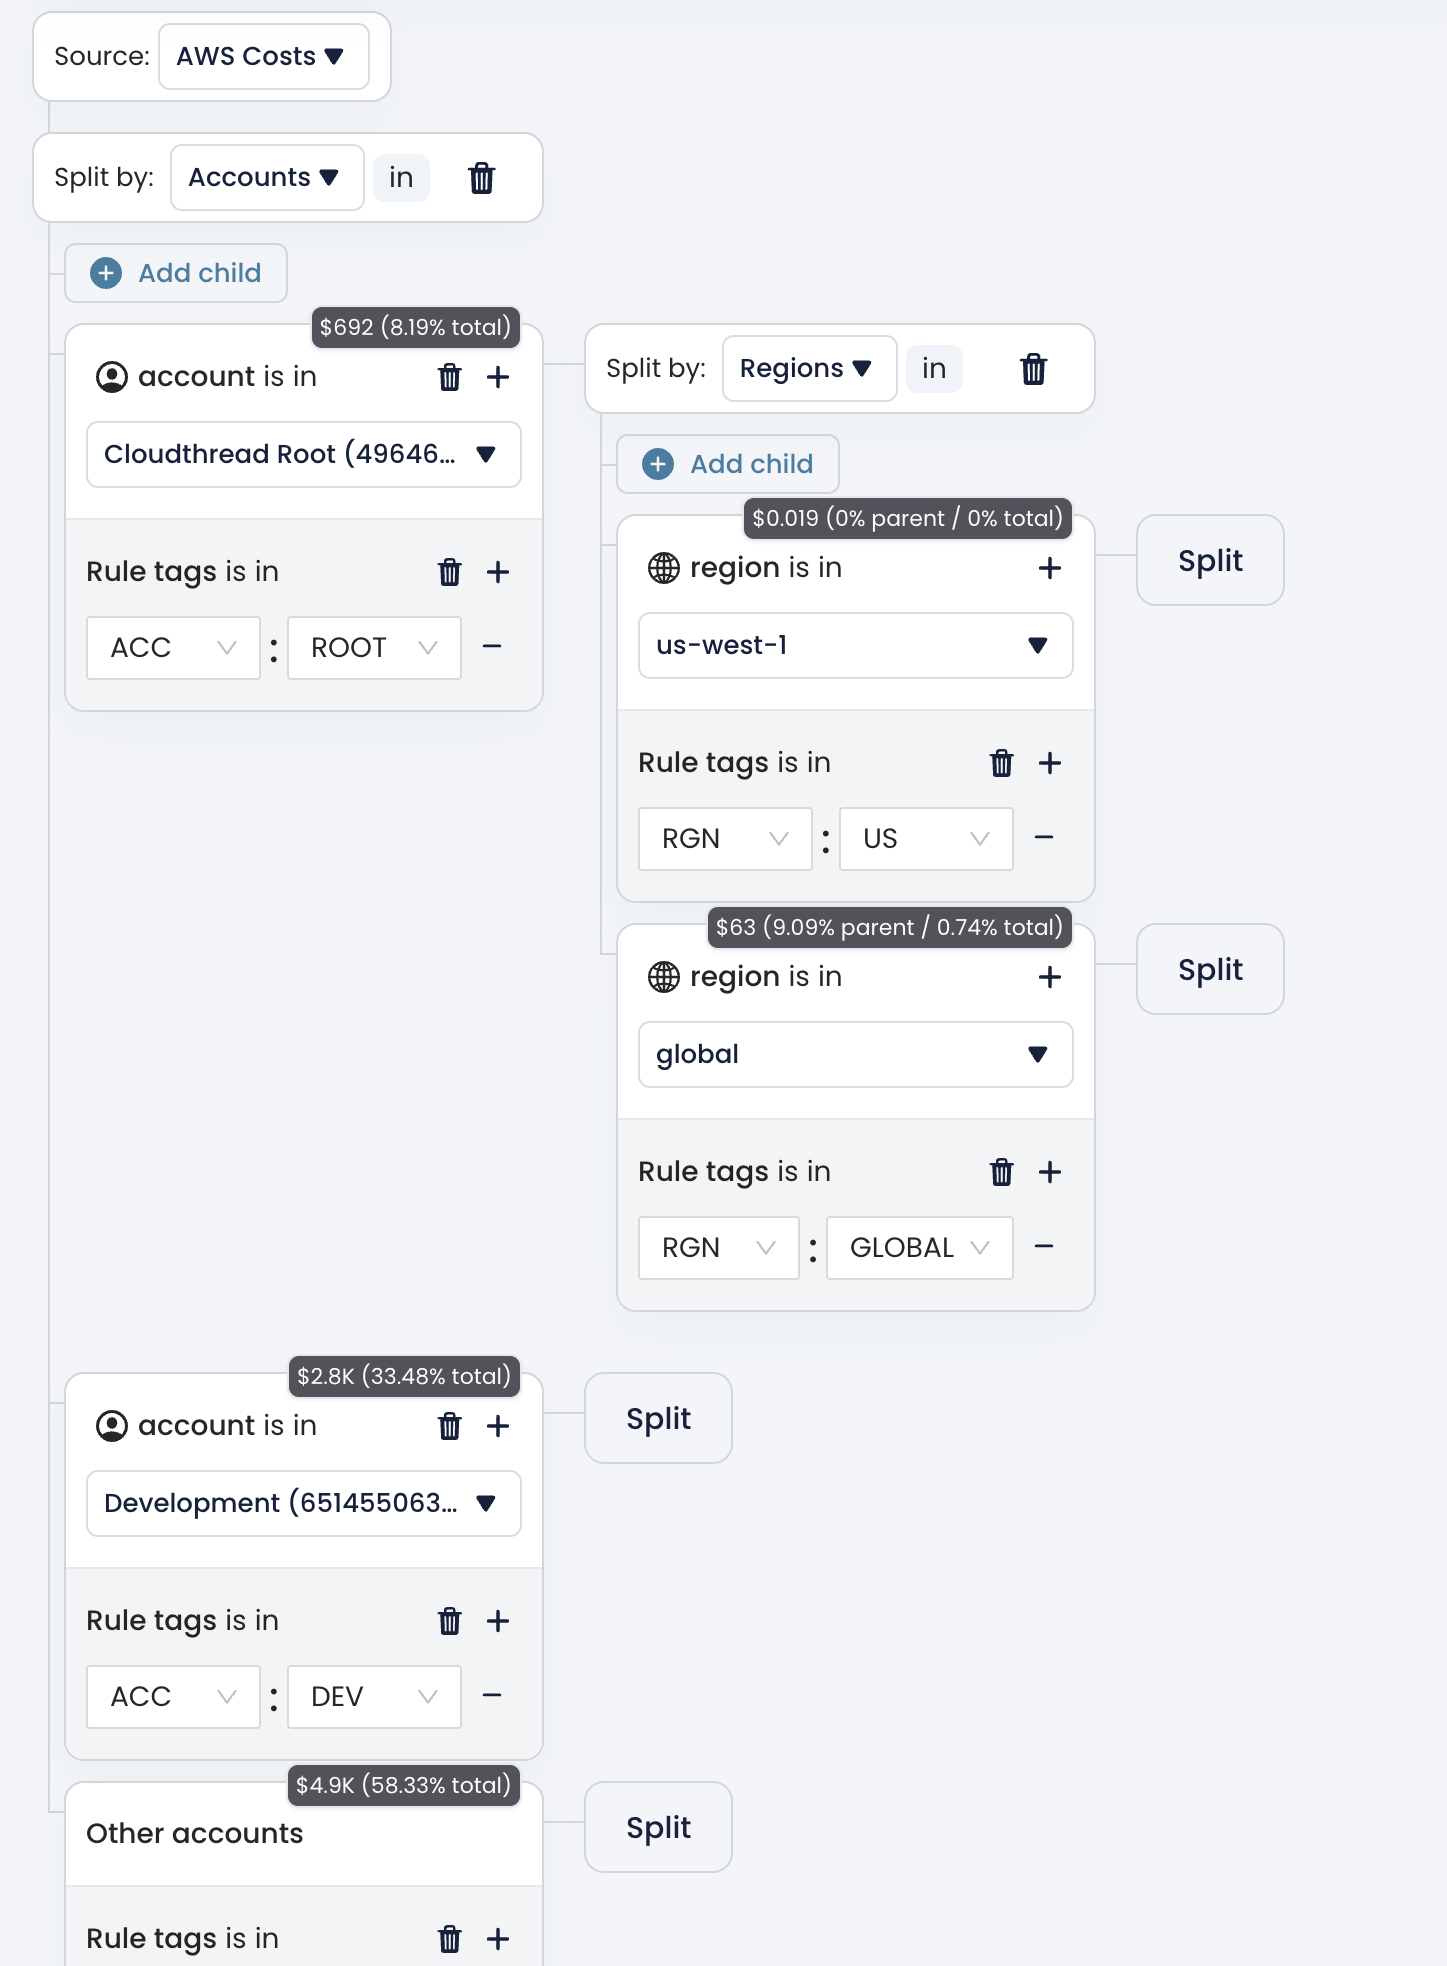 Source: AWS Costs
Split by: Accounts in
Add child
$692 (8.19% total)
account is in
Cloudthread Root (49646...
Rule tags is in
ACC : ROOT
Split by: Regions in
Add child
$0.019 (0% parent / 0% total)
region is in
us-west-1
Rule tags is in
RGN : US
Split
$63 (9.09% parent / 0.74% total)
region is in
global
Rule tags is in
RGN : GLOBAL
Split
$2.8K (33.48% total)
account is in
Development (651455063...
Rule tags is in
ACC : DEV
Split
$4.9K (58.33% total)
Other accounts
Rule tags is in
Split